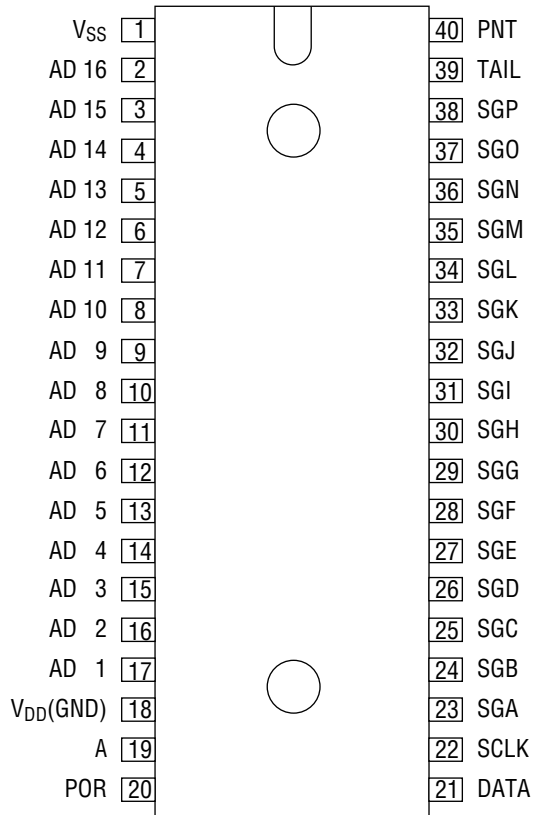 VSS 1 40 PNT
AD 16 2 39 TAIL
AD 15 3 38 SGP
AD 14 4 37 SGO
AD 13 5 36 SGN
AD 12 6 35 SGM
AD 11 7 34 SGL
AD 10 8 33 SGK
AD 9 9 32 SGJ
AD 8 10 31 SGI
AD 7 11 30 SGH
AD 6 12 29 SGG
AD 5 13 28 SGF
AD 4 14 27 SGE
AD 3 15 26 SGD
AD 2 16 25 SGC
AD 1 17 24 SGB
VDD(GND) 18 23 SGA
A 19 22 SCLK
POR 20 21 DATA